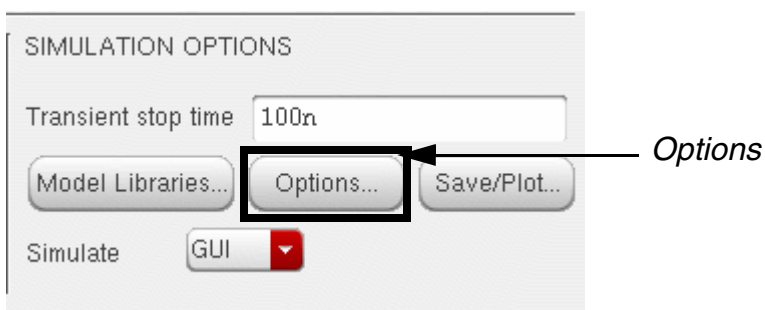 SIMULATION OPTIONS
Transient stop time 100n
Options
Model Libraries... Options... Save/Plot...
Simulate GUI